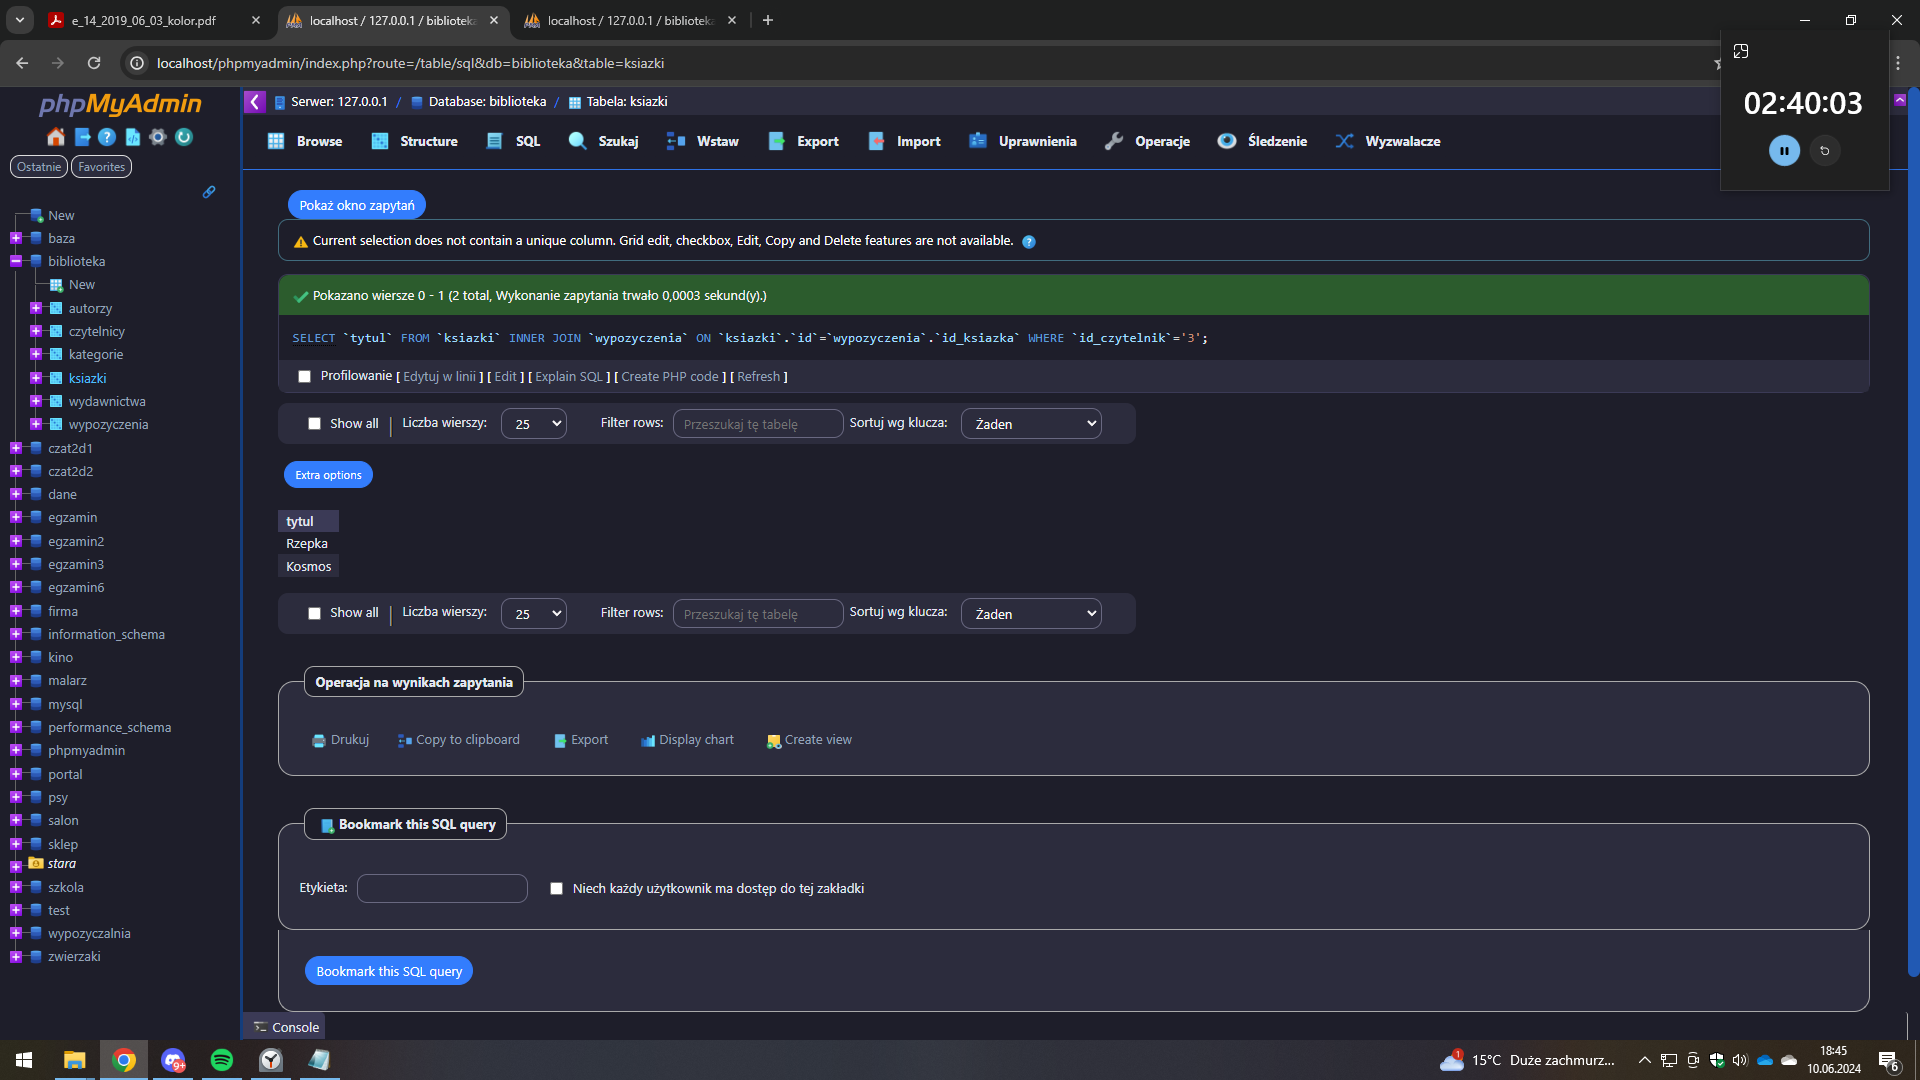 e_14_2019_06_03_kolor.pdf
localhost / 127.0.0.1 / biblioteka
localhost / 127.0.0.1 / biblioteka
localhost/phpmyadmin/index.php?route=/table/sql&db=biblioteka&table=ksiazki
02:40:03
phpMyAdmin
Ostatnie Favorites
New
baza
biblioteka
New
autorzy
czytelnicy
kategorie
ksiazki
wydawnictwa
wypozyczenia
czat2d1
czat2d2
dane
egzamin
egzamin2
egzamin3
egzamin6
firma
information_schema
kino
malarz
mysql
performance_schema
phpmyadmin
portal
psy
salon
sklep
stara
szkola
test
wypozyczalnia
zwierzaki
Serwer: 127.0.0.1 / Database: biblioteka / Tabela: ksiazki
Browse Structure SQL Szukaj Wstaw Export Import Uprawnienia Operacje Śledzenie Wyzwalacze
Pokaż okno zapytań
Current selection does not contain a unique column. Grid edit, checkbox, Edit, Copy and Delete features are not available.
Pokazano wiersze 0 - 1 (2 total, Wykonanie zapytania trwało 0,0003 sekund(y).)
SELECT `tytul` FROM `ksiazki` INNER JOIN `wypozyczenia` ON `ksiazki`.`id`=`wypozyczenia`.`id_ksiazka` WHERE `id_czytelnik`='3';
Profilowanie [ Edytuj w linii ] [ Edit ] [ Explain SQL ] [ Create PHP code ] [ Refresh ]
Show all | Liczba wierszy: 25 Filter rows: Przeszukaj tę tabelę Sortuj wg klucza: Żaden
Extra options
tytul
Rzepka
Kosmos
Show all | Liczba wierszy: 25 Filter rows: Przeszukaj tę tabelę Sortuj wg klucza: Żaden
Operacja na wynikach zapytania
Drukuj Copy to clipboard Export Display chart Create view
Bookmark this SQL query
Etykieta: Niech każdy użytkownik ma dostęp do tej zakładki
Bookmark this SQL query
Console
9+
1
15°C Duże zachmurz...
18:45
10.06.2024
6